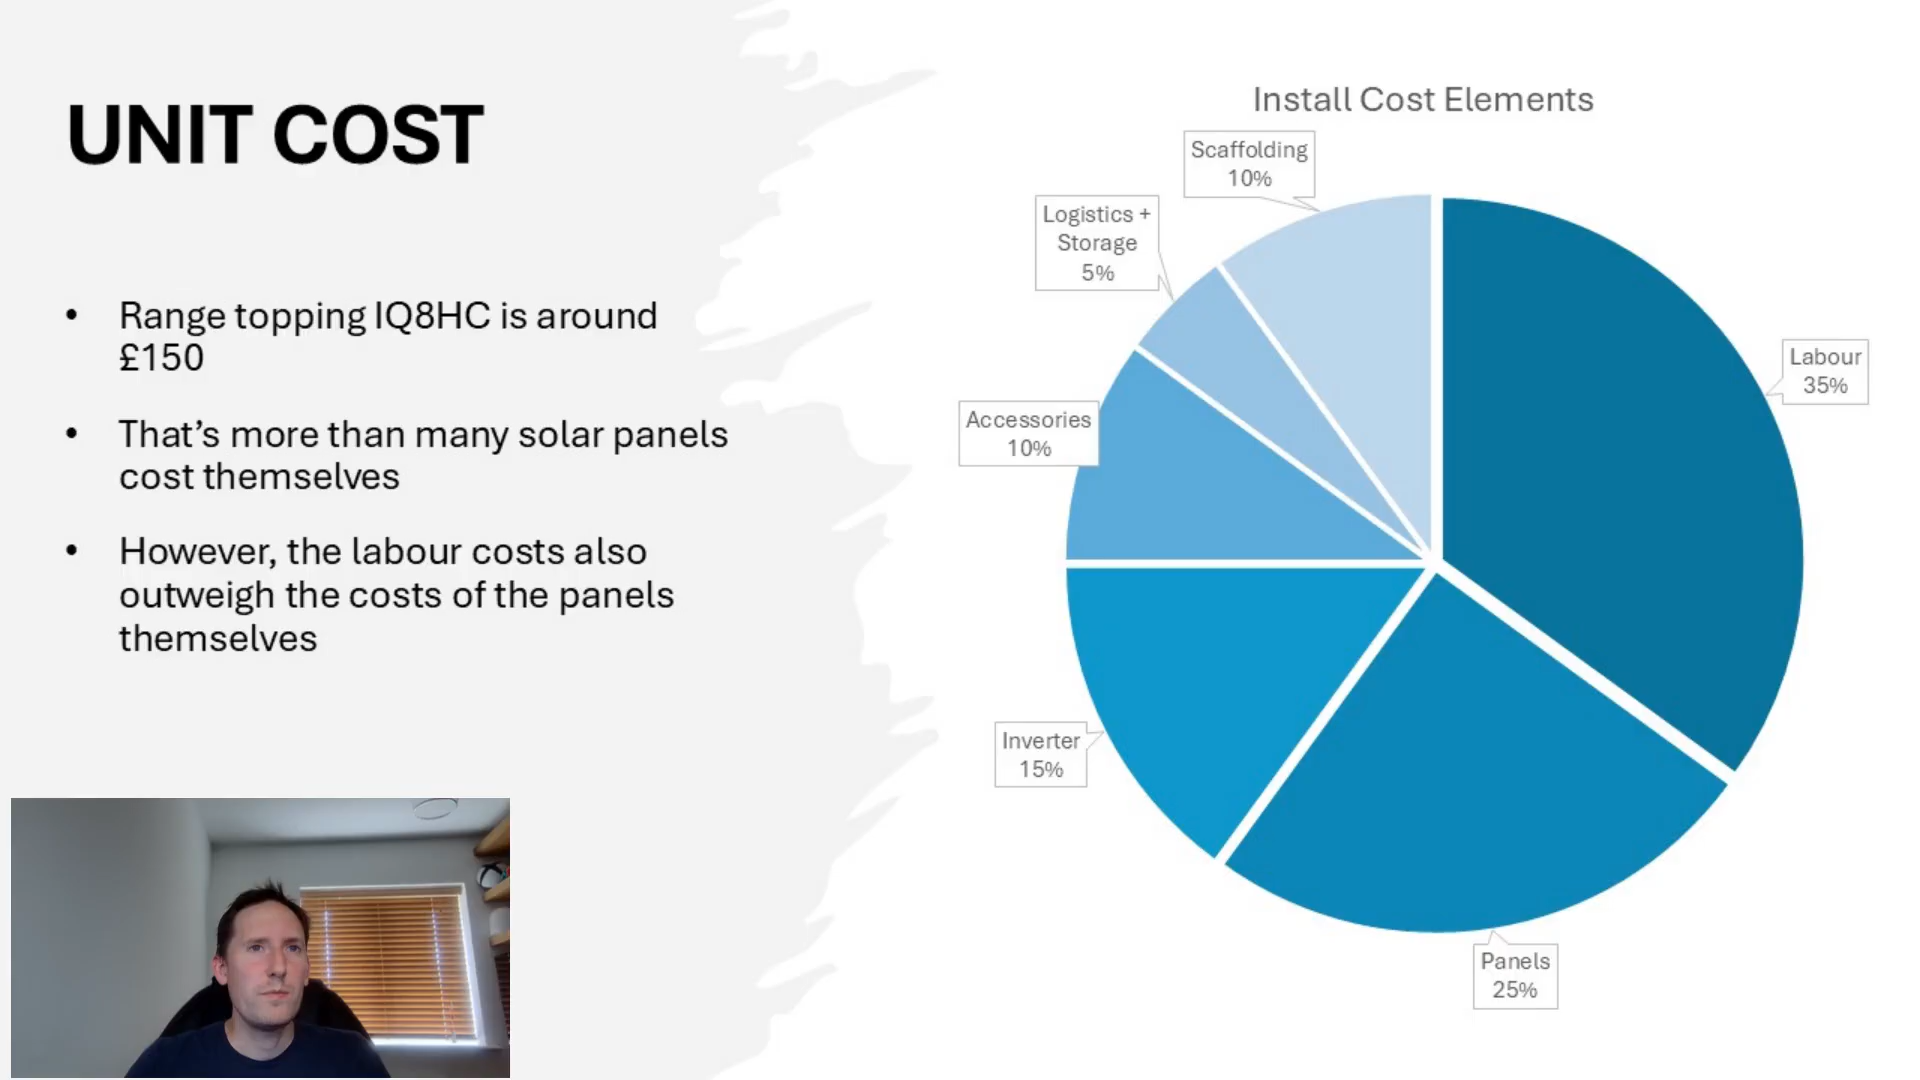 UNIT COST
• Range topping IQ8HC is around
£150
• That’s more than many solar panels
cost themselves
• However, the labour costs also
outweigh the costs of the panels
themselves
Install Cost Elements
Scaffolding
10%
Logistics +
Storage
5%
Labour
35%
Accessories
10%
Inverter
15%
Panels
25%